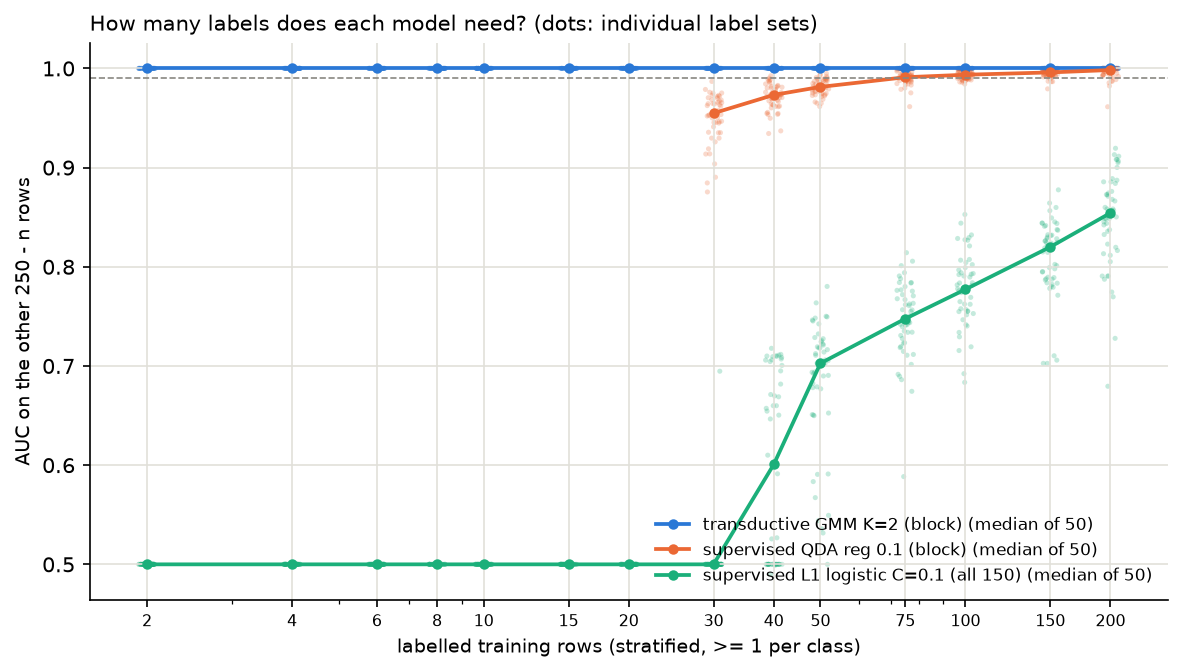 How many labels does each model need? (dots: individual label sets)
AUC on the other 250 - n rows
1.0
0.9
0.8
0.7
0.6
0.5
transductive GMM K=2 (block) (median of 50)
supervised QDA reg 0.1 (block) (median of 50)
supervised L1 logistic C=0.1 (all 150) (median of 50)
2 4 6 8 10 15 20 30 40 50 75 100 150 200
labelled training rows (stratified, >= 1 per class)